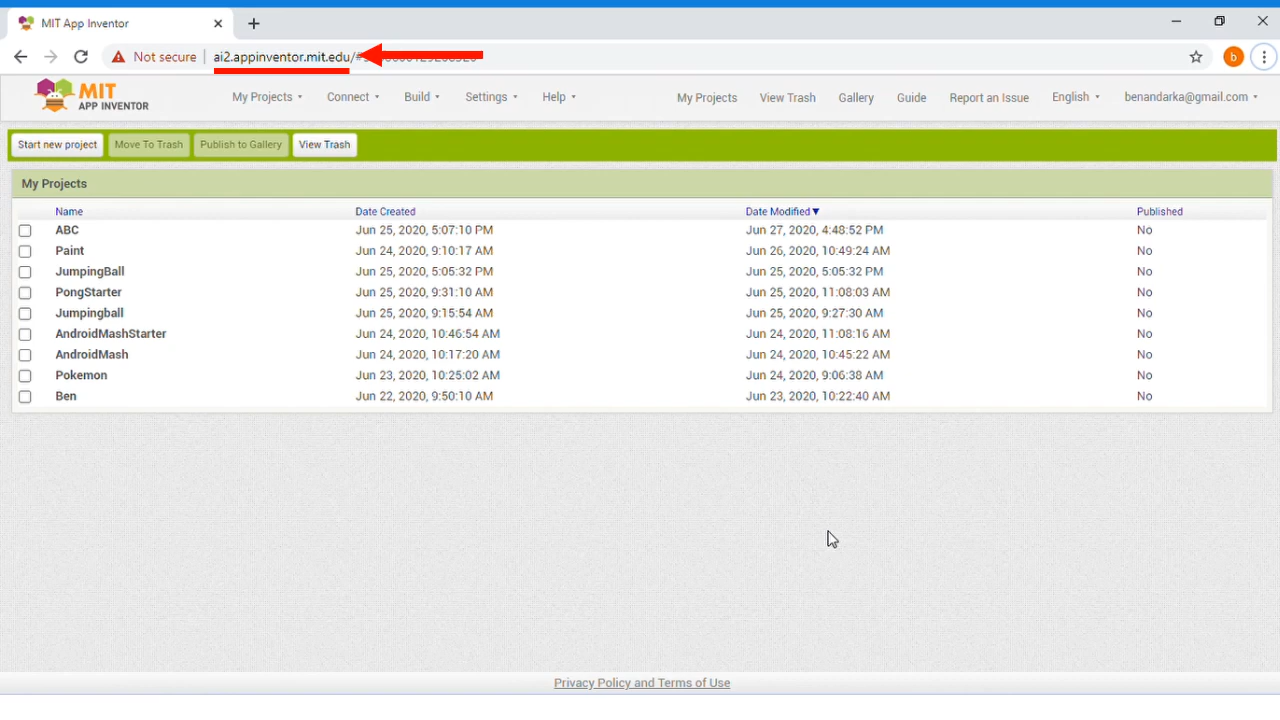 MIT App Inventor
Not secure | ai2.appinventor.mit.edu/#
MIT
APP INVENTOR
My Projects Connect Build Settings Help My Projects View Trash Gallery Guide Report an Issue English benandarka@gmail.com
Start new project Move To Trash Publish to Gallery View Trash
My Projects
Name Date Created Date Modified Published
ABC Jun 25, 2020, 5:07:10 PM Jun 27, 2020, 4:48:52 PM No
Paint Jun 24, 2020, 9:10:17 AM Jun 26, 2020, 10:49:24 AM No
JumpingBall Jun 25, 2020, 5:05:32 PM Jun 25, 2020, 5:05:32 PM No
PongStarter Jun 25, 2020, 9:31:10 AM Jun 25, 2020, 11:08:03 AM No
Jumpingball Jun 25, 2020, 9:15:54 AM Jun 25, 2020, 9:27:30 AM No
AndroidMashStarter Jun 24, 2020, 10:46:54 AM Jun 24, 2020, 11:08:16 AM No
AndroidMash Jun 24, 2020, 10:17:20 AM Jun 24, 2020, 10:45:22 AM No
Pokemon Jun 23, 2020, 10:25:02 AM Jun 24, 2020, 9:06:38 AM No
Ben Jun 22, 2020, 9:50:10 AM Jun 23, 2020, 10:22:40 AM No
Privacy Policy and Terms of Use